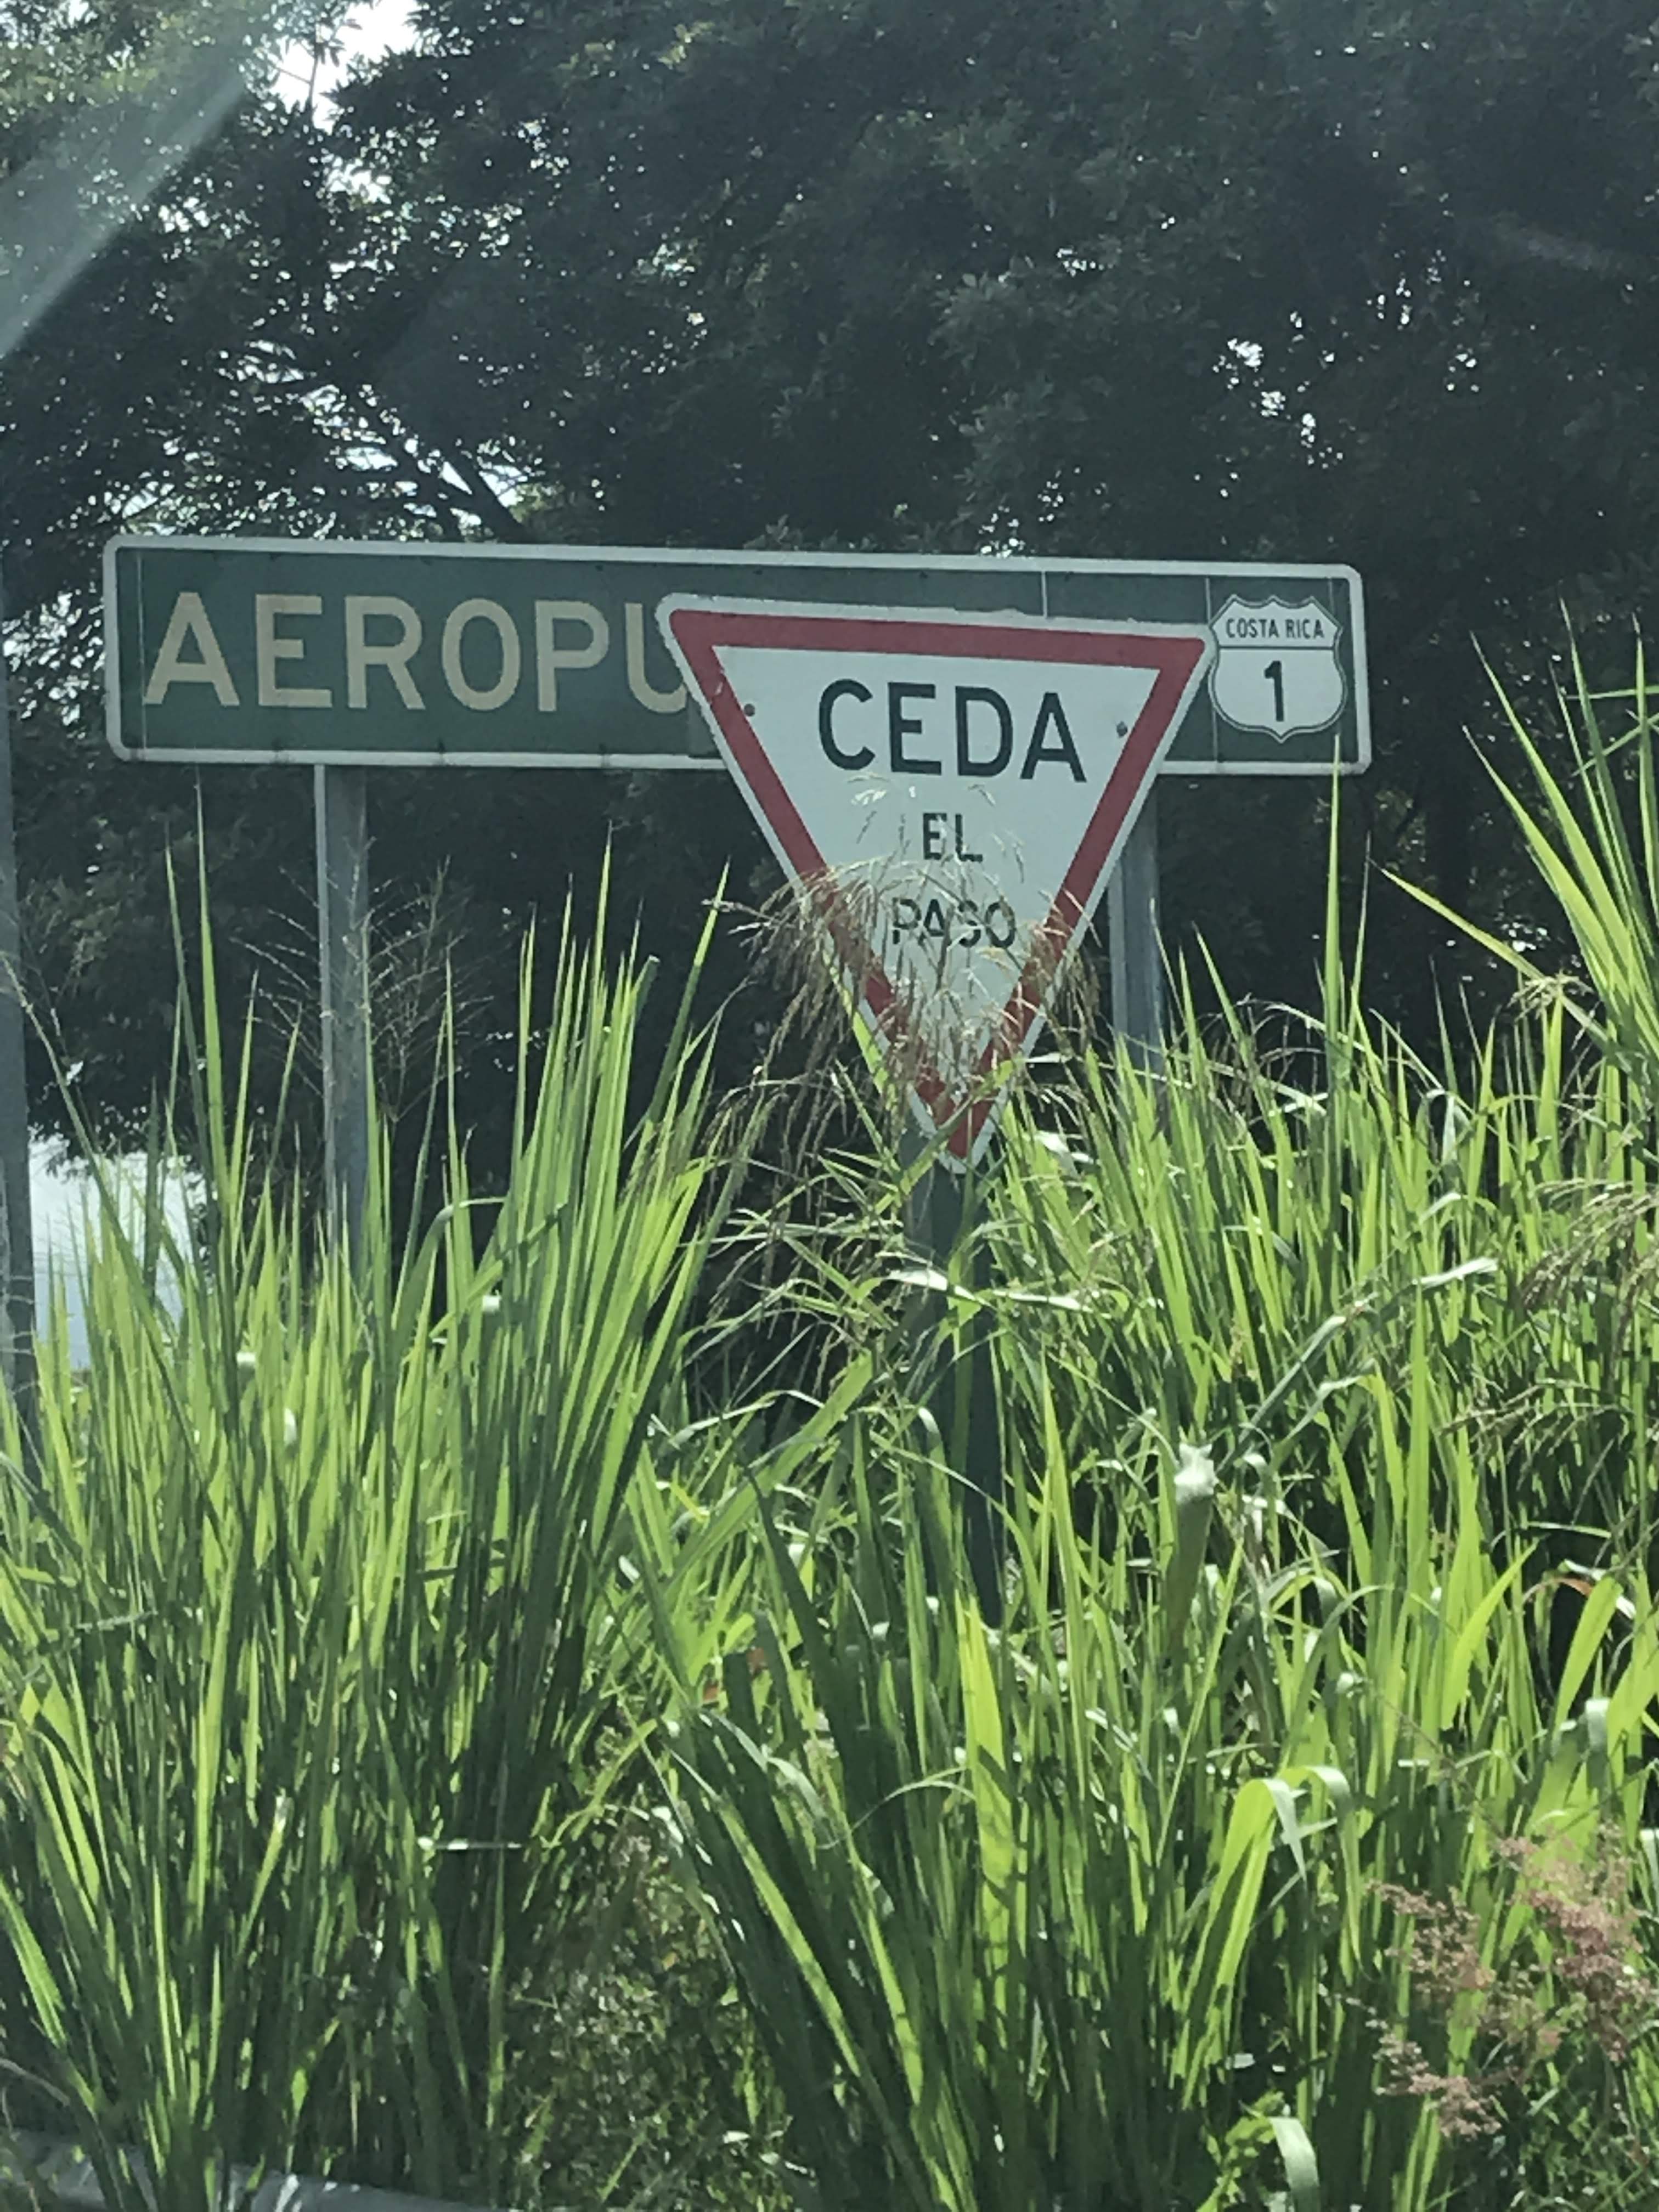 AEROPU
COSTA RICA
1
CEDA
EL
PASO